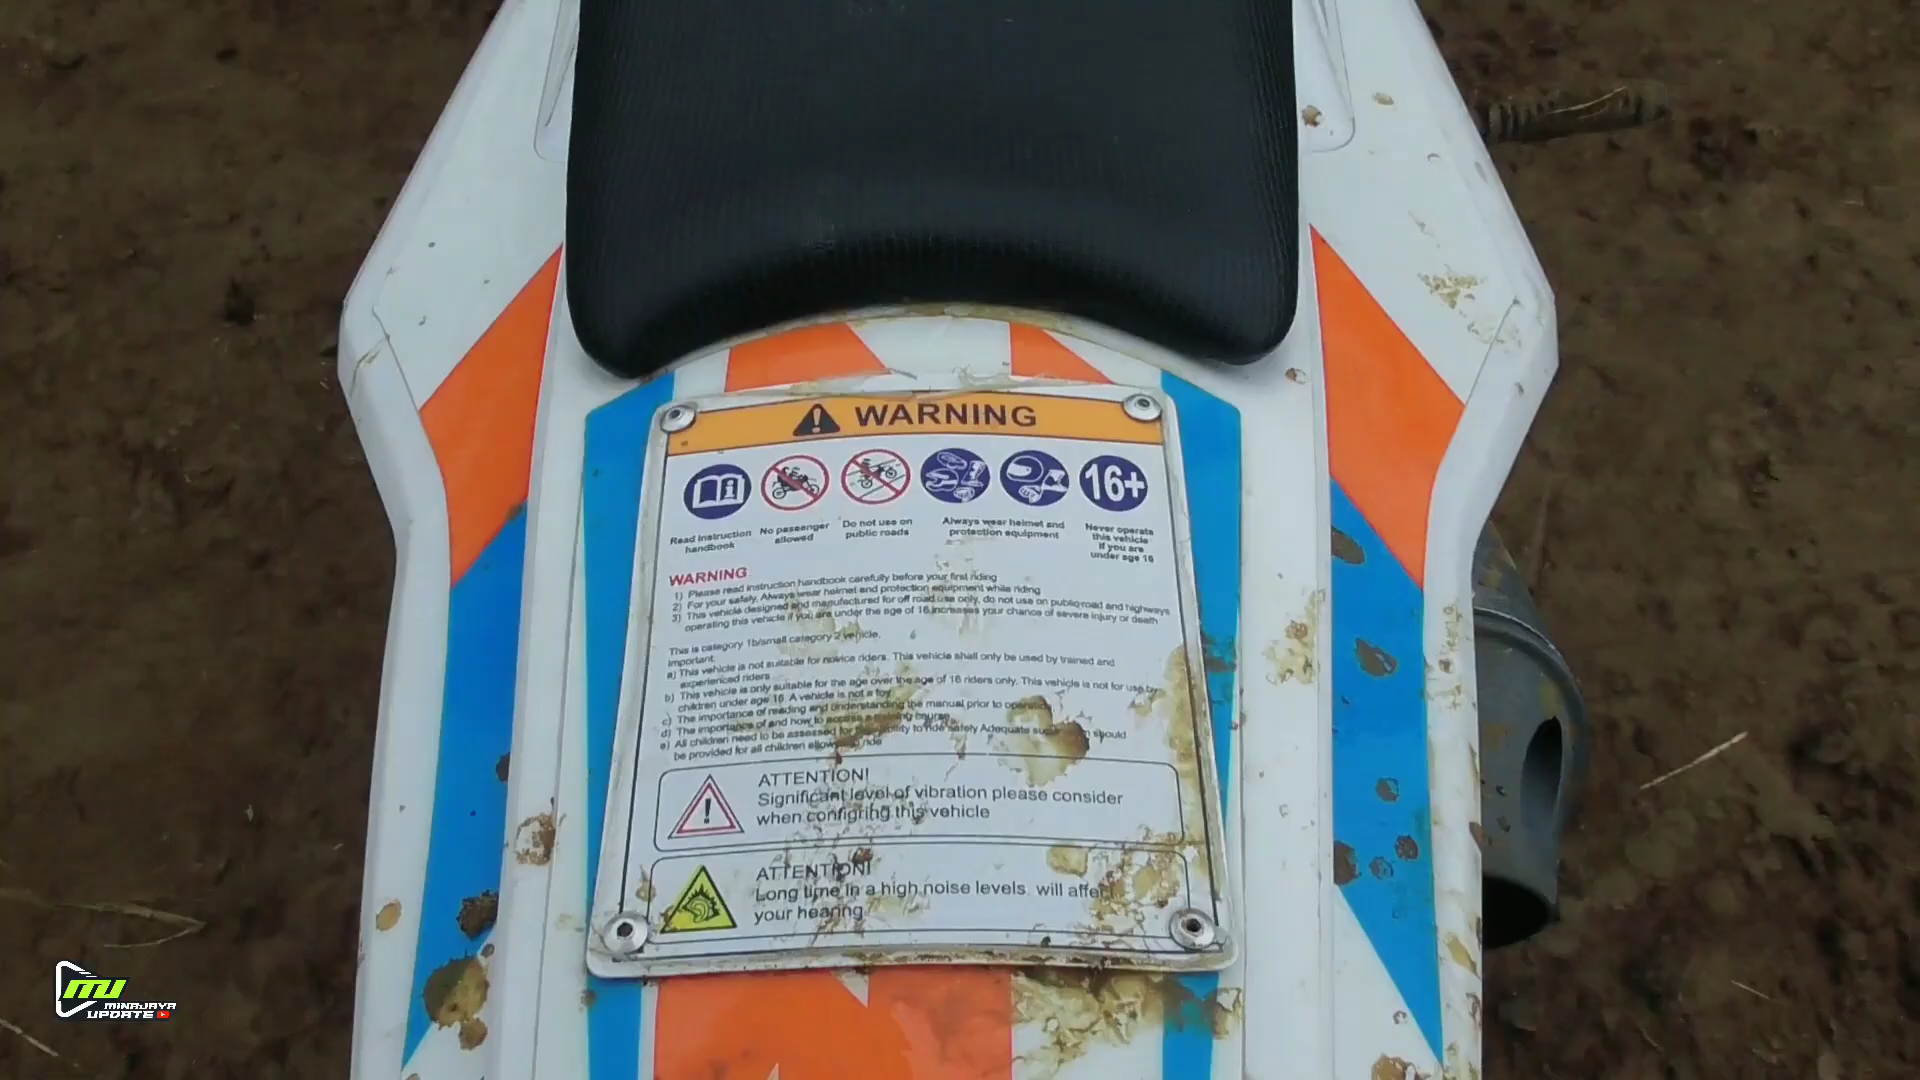 WARNING
16+
Read instruction
handbook
No passenger
allowed
Do not use on
public roads
Always wear helmet and
protection equipment
Never operate
this vehicle
if you are
under age 16
WARNING:
1) Please read instruction handbook carefully before your first riding
2) For your safety, Always wear helmet and protection equipment while riding
3) This vehicle designed and manufactured for off road use only, do not use on public road and highways
operating this vehicle if you are under the age of 16 increases your chance of severe injury or death
This is category 1b/small category 2 vehicle.
Important:
a) This vehicle is not suitable for novice riders. This vehicle shall only be used by trained and
experienced riders
b) This vehicle is only suitable for the age over the age of 16 riders only. This vehicle is not for use by
children under age 16. A vehicle is not a toy
c) The importance of reading and understanding the manual prior to operation
d) The importance of and how to access a training course
e) All children need to be assessed for ability to ride safely Adequate should
be provided for all children ride
ATTENTION!
Significant level of vibration please consider
when configring this vehicle
ATTENTION!
Long time in a high noise levels will affect
your hearing
MU
MINAJAYA
UPDATE